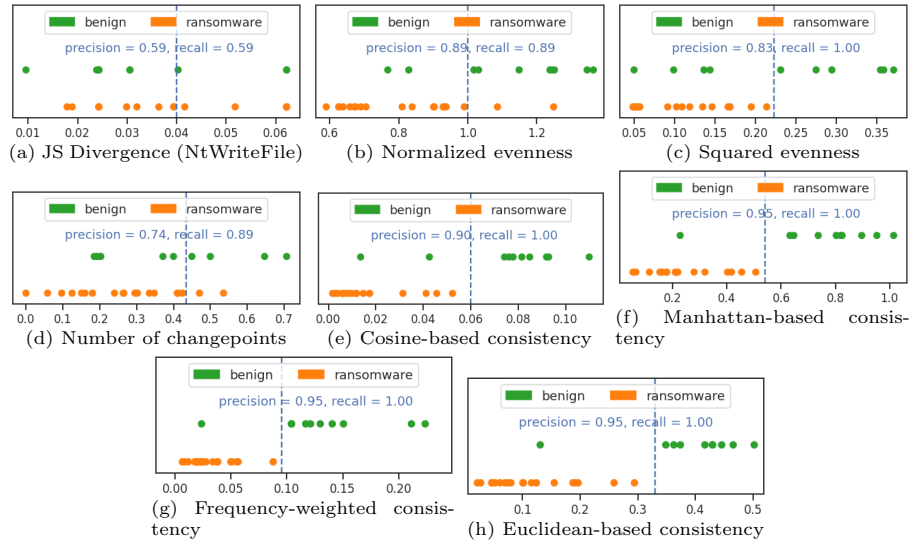 benign ransomware
precision = 0.59, recall = 0.59
0.01 0.02 0.03 0.04 0.05 0.06
(a) JS Divergence (NtWriteFile)
benign ransomware
precision = 0.89, recall = 0.89
0.6 0.8 1.0 1.2
(b) Normalized evenness
benign ransomware
precision = 0.83, recall = 1.00
0.05 0.10 0.15 0.20 0.25 0.30 0.35
(c) Squared evenness
benign ransomware
precision = 0.74, recall = 0.89
0.0 0.1 0.2 0.3 0.4 0.5 0.6 0.7
(d) Number of changepoints
benign ransomware
precision = 0.90, recall = 1.00
0.00 0.02 0.04 0.06 0.08 0.10
(e) Cosine-based consistency
benign ransomware
precision = 0.95, recall = 1.00
0.2 0.4 0.6 0.8 1.0
(f) Manhattan-based consis-
tency
benign ransomware
precision = 0.95, recall = 1.00
0.00 0.05 0.10 0.15 0.20
(g) Frequency-weighted consis-
tency
benign ransomware
precision = 0.95, recall = 1.00
0.1 0.2 0.3 0.4 0.5
(h) Euclidean-based consistency